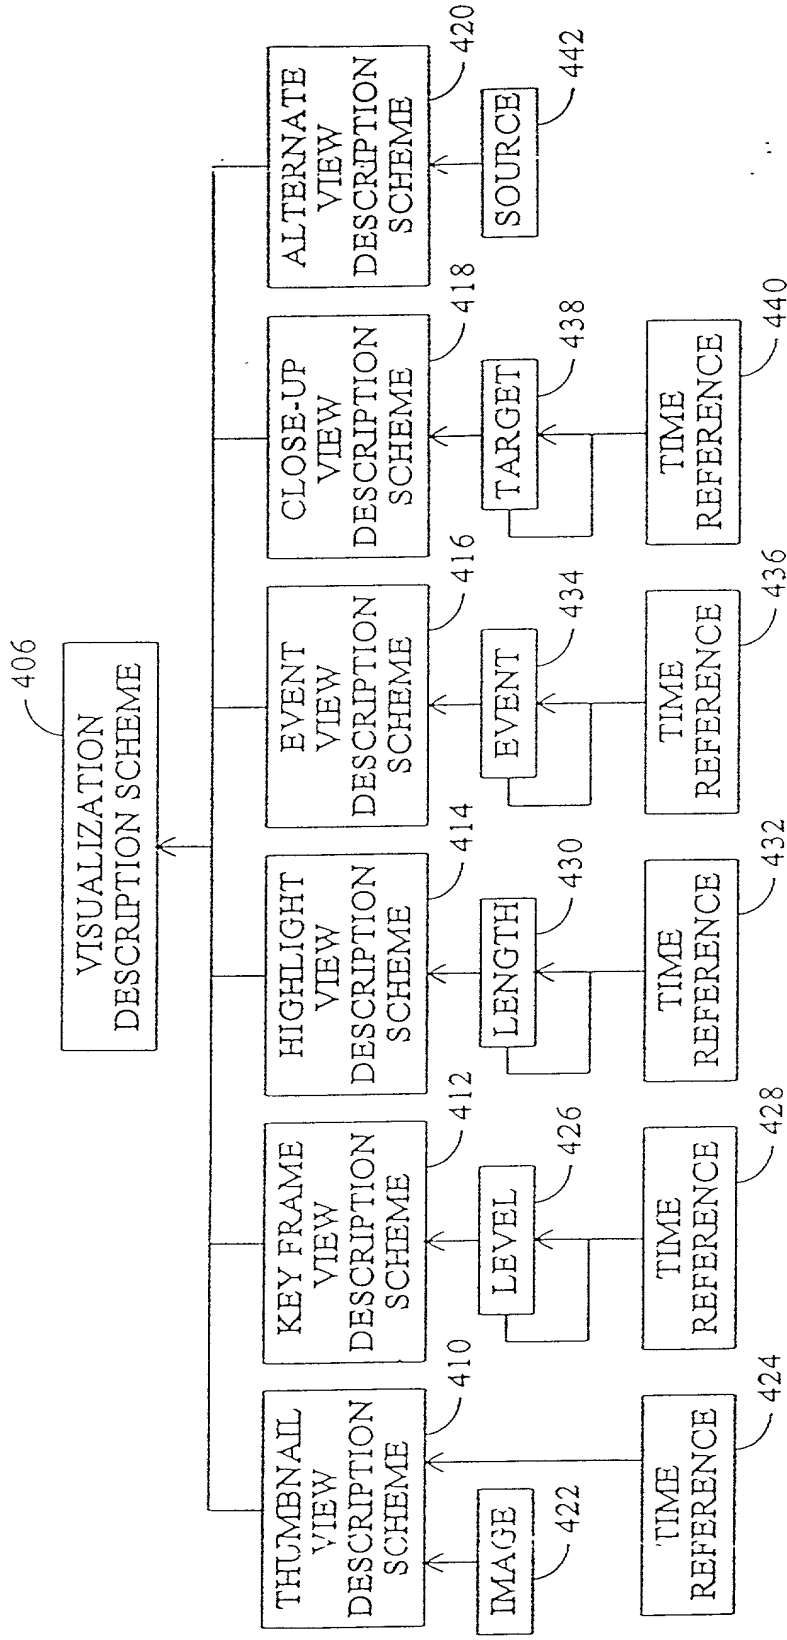 406
VISUALIZATION
DESCRIPTION SCHEME
THUMBNAIL
VIEW
DESCRIPTION
SCHEME
410
KEY FRAME
VIEW
DESCRIPTION
SCHEME
412
HIGHLIGHT
VIEW
DESCRIPTION
SCHEME
414
EVENT
VIEW
DESCRIPTION
SCHEME
416
CLOSE-UP
VIEW
DESCRIPTION
SCHEME
418
ALTERNATE
VIEW
DESCRIPTION
SCHEME
420
IMAGE
422
LEVEL
426
LENGTH
430
EVENT
434
TARGET
438
SOURCE
442
TIME
REFERENCE
424
TIME
REFERENCE
428
TIME
REFERENCE
432
TIME
REFERENCE
436
TIME
REFERENCE
440